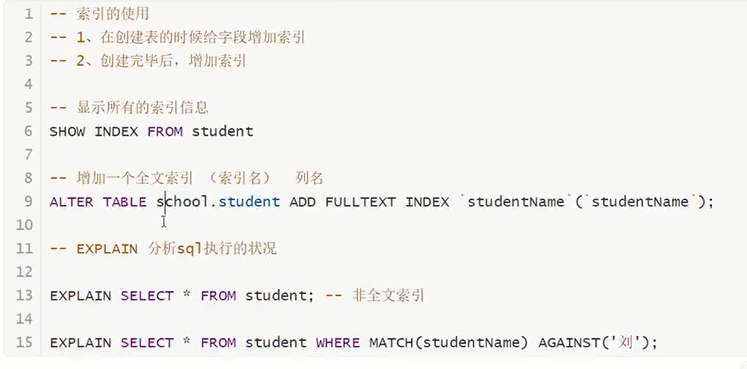 1 -- 索引的使用
2 -- 1、在创建表的时候给字段增加索引
3 -- 2、创建完毕后，增加索引
4
5 -- 显示所有的索引信息
6 SHOW INDEX FROM student
7
8 -- 增加一个全文索引 （索引名） 列名
9 ALTER TABLE school.student ADD FULLTEXT INDEX `studentName`(`studentName`);
10
11 -- EXPLAIN 分析sql执行的状况
12
13 EXPLAIN SELECT * FROM student; -- 非全文索引
14
15 EXPLAIN SELECT * FROM student WHERE MATCH(studentName) AGAINST('刘');